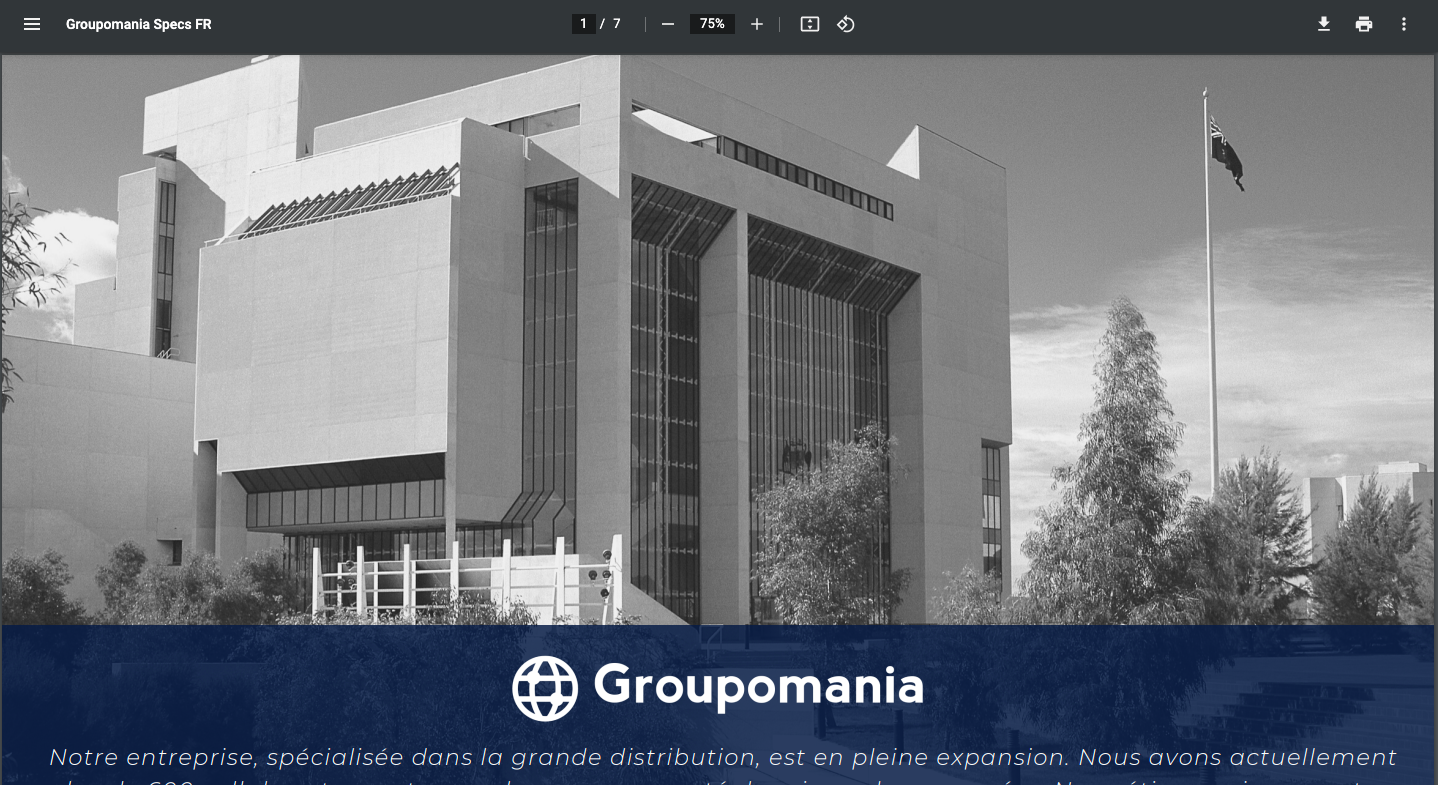 Groupomania Specs FR
1 / 7
75%
Groupomania
Notre entreprise, spécialisée dans la grande distribution, est en pleine expansion. Nous avons actuellement